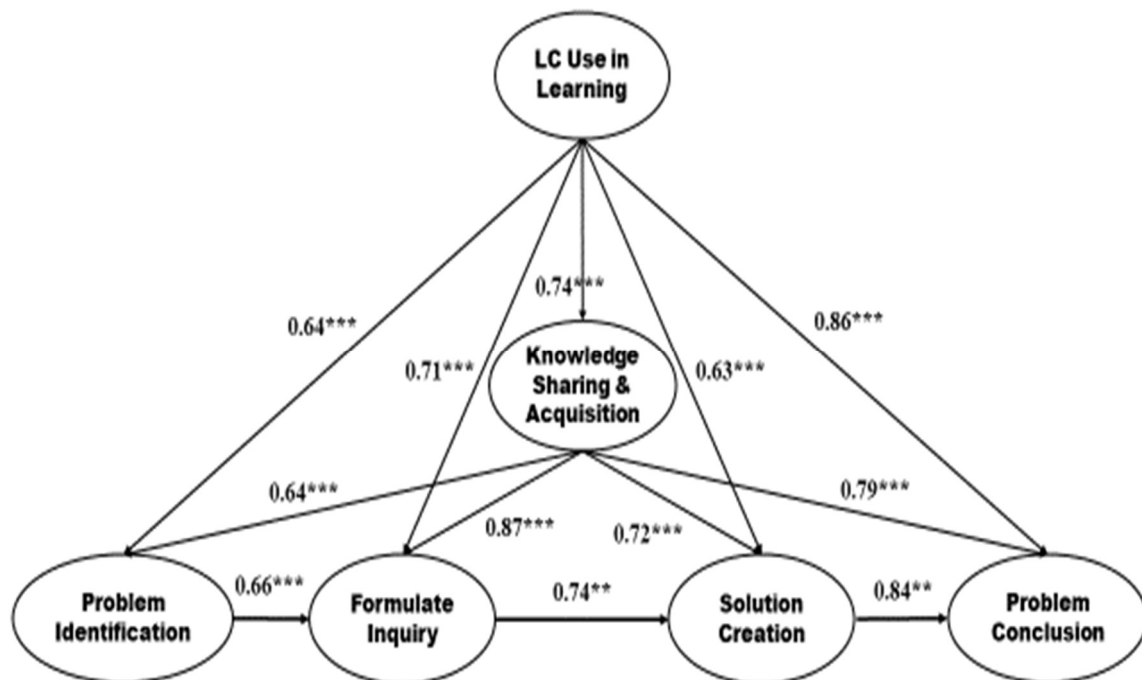 LC Use in
Learning
0.74***
0.64***
0.86***
0.71***
0.63***
Knowledge
Sharing &
Acquisition
0.64***
0.79***
0.87***
0.72***
0.66***
0.74**
0.84**
Problem
Identification
Formulate
Inquiry
Solution
Creation
Problem
Conclusion